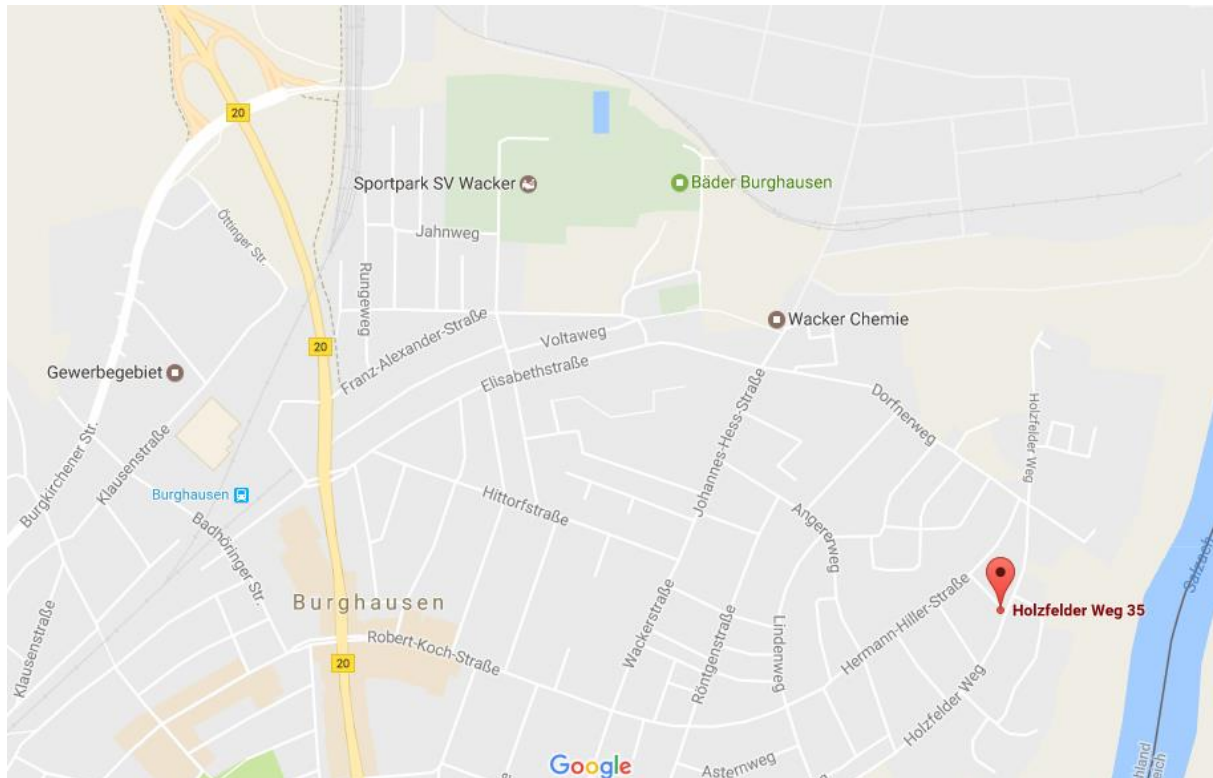 20
Sportpark SV Wacker
Bäder Burghausen
Öttinger Str.
Jahnweg
Rungeweg
Wacker Chemie
Voltaweg
Franz-Alexander-Straße
20
Elisabethstraße
Gewerbegebiet
Dorfnerweg
Holzfelder Weg
Johannes-Hess-Straße
Burgkirchener Str.
Klausenstraße
Burghausen
Hittorfstraße
Badhöringer Str.
Angererweg
Salzach
Burghausen
Hermann-Hiller-Straße
Holzfelder Weg 35
Klausenstraße
Robert-Koch-Straße
20
Wackerstraße
Röntgenstraße
Lindenweg
Holzfelder Weg
Asternweg
Google